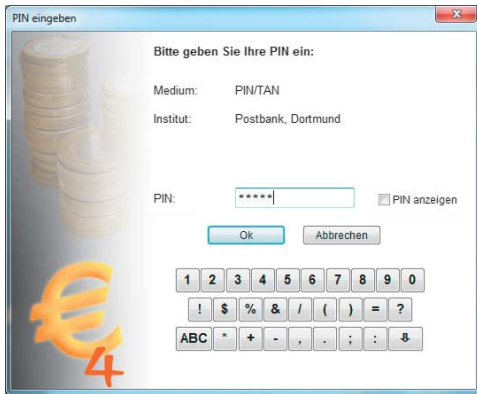 PIN eingeben
Bitte geben Sie Ihre PIN ein:
Medium: PIN/TAN
Institut: Postbank, Dortmund
PIN: ***** PIN anzeigen
Ok Abbrechen
1 2 3 4 5 6 7 8 9 0
! $ % & / ( ) = ?
ABC * + - , . ; : ⇩
€
4